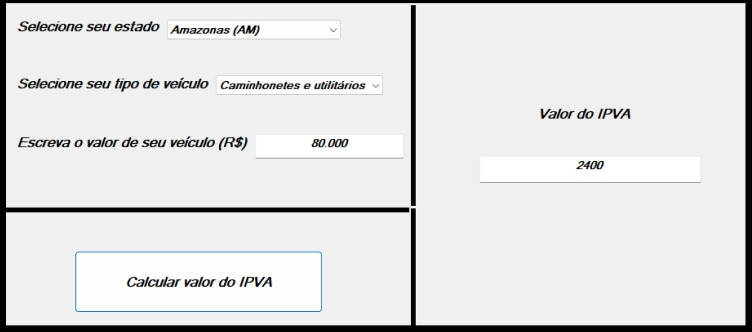 Selecione seu estado Amazonas (AM)
Selecione seu tipo de veículo Caminhonetes e utilitários
Escreva o valor de seu veículo (R$) 80.000
Calcular valor do IPVA
Valor do IPVA
2400